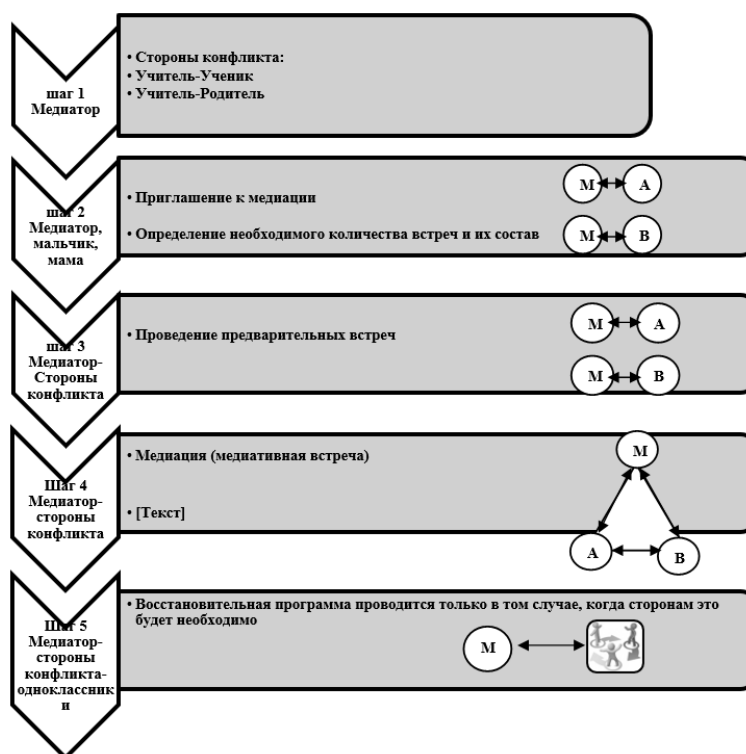 шаг 1
Медиатор
• Стороны конфликта:
• Учитель-Ученик
• Учитель-Родитель
шаг 2
Медиатор,
мальчик,
мама
• Приглашение к медиации
• Определение необходимого количества встреч и их состав
М
А
М
В
шаг 3
Медиатор-
Стороны
конфликта
• Проведение предварительных встреч
М
А
М
В
Шаг 4
Медиатор-
стороны
конфликта
• Медиация (медиативная встреча)
• [Текст]
М
А
В
Шаг 5
Медиатор-
стороны
конфликта-
одноклассник
и
• Восстановительная программа проводится только в том случае, когда сторонам это
будет необходимо
М